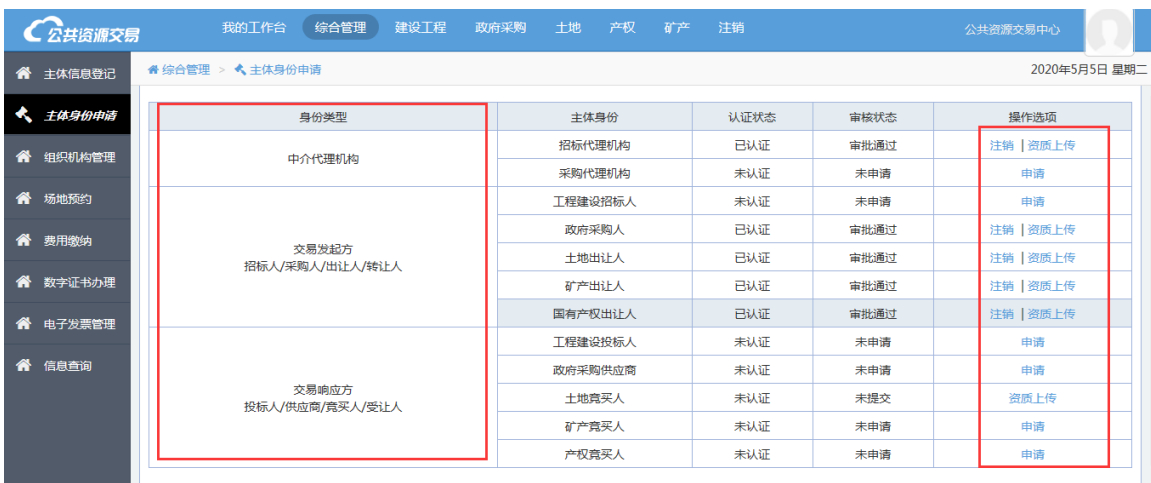 公共资源交易
我的工作台 综合管理 建设工程 政府采购 土地 产权 矿产 注销
公共资源交易中心
主体信息登记
综合管理 > 主体身份申请
2020年5月5日 星期二
主体身份申请
组织机构管理
场地预约
费用缴纳
数字证书办理
电子发票管理
信息查询
身份类型 主体身份 认证状态 审核状态 操作选项
中介代理机构
招标代理机构 已认证 审批通过 注销 | 资质上传
采购代理机构 未认证 未申请 申请
交易发起方
招标人/采购人/出让人/转让人
工程建设招标人 未认证 未申请 申请
政府采购人 已认证 审批通过 注销 | 资质上传
土地出让人 已认证 审批通过 注销 | 资质上传
矿产出让人 已认证 审批通过 注销 | 资质上传
国有产权出让人 已认证 审批通过 注销 | 资质上传
交易响应方
投标人/供应商/竞买人/受让人
工程建设投标人 未认证 未申请 申请
政府采购供应商 未认证 未申请 申请
土地竞买人 未认证 未提交 资质上传
矿产竞买人 未认证 未申请 申请
产权竞买人 未认证 未申请 申请